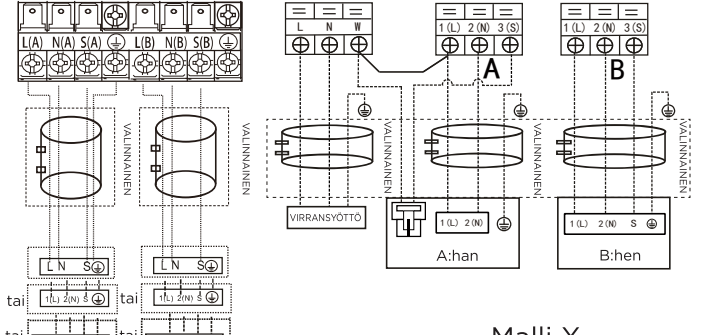 L(A) N(A) S(A) L(B) N(B) S(B)
VALINNAINEN
VALINNAINEN
L N S
L N S
tai
1(L) 2(N) S
tai
1(L) 2(N) S
tai
tai
L N W
1(L) 2(N) 3(S)
1(L) 2(N) 3(S)
A
B
VALINNAINEN
VALINNAINEN
VALINNAINEN
VIRRANSYÖTTÖ
1(L) 2(N)
A:han
1(L) 2(N) S
B:hen
Malli Y